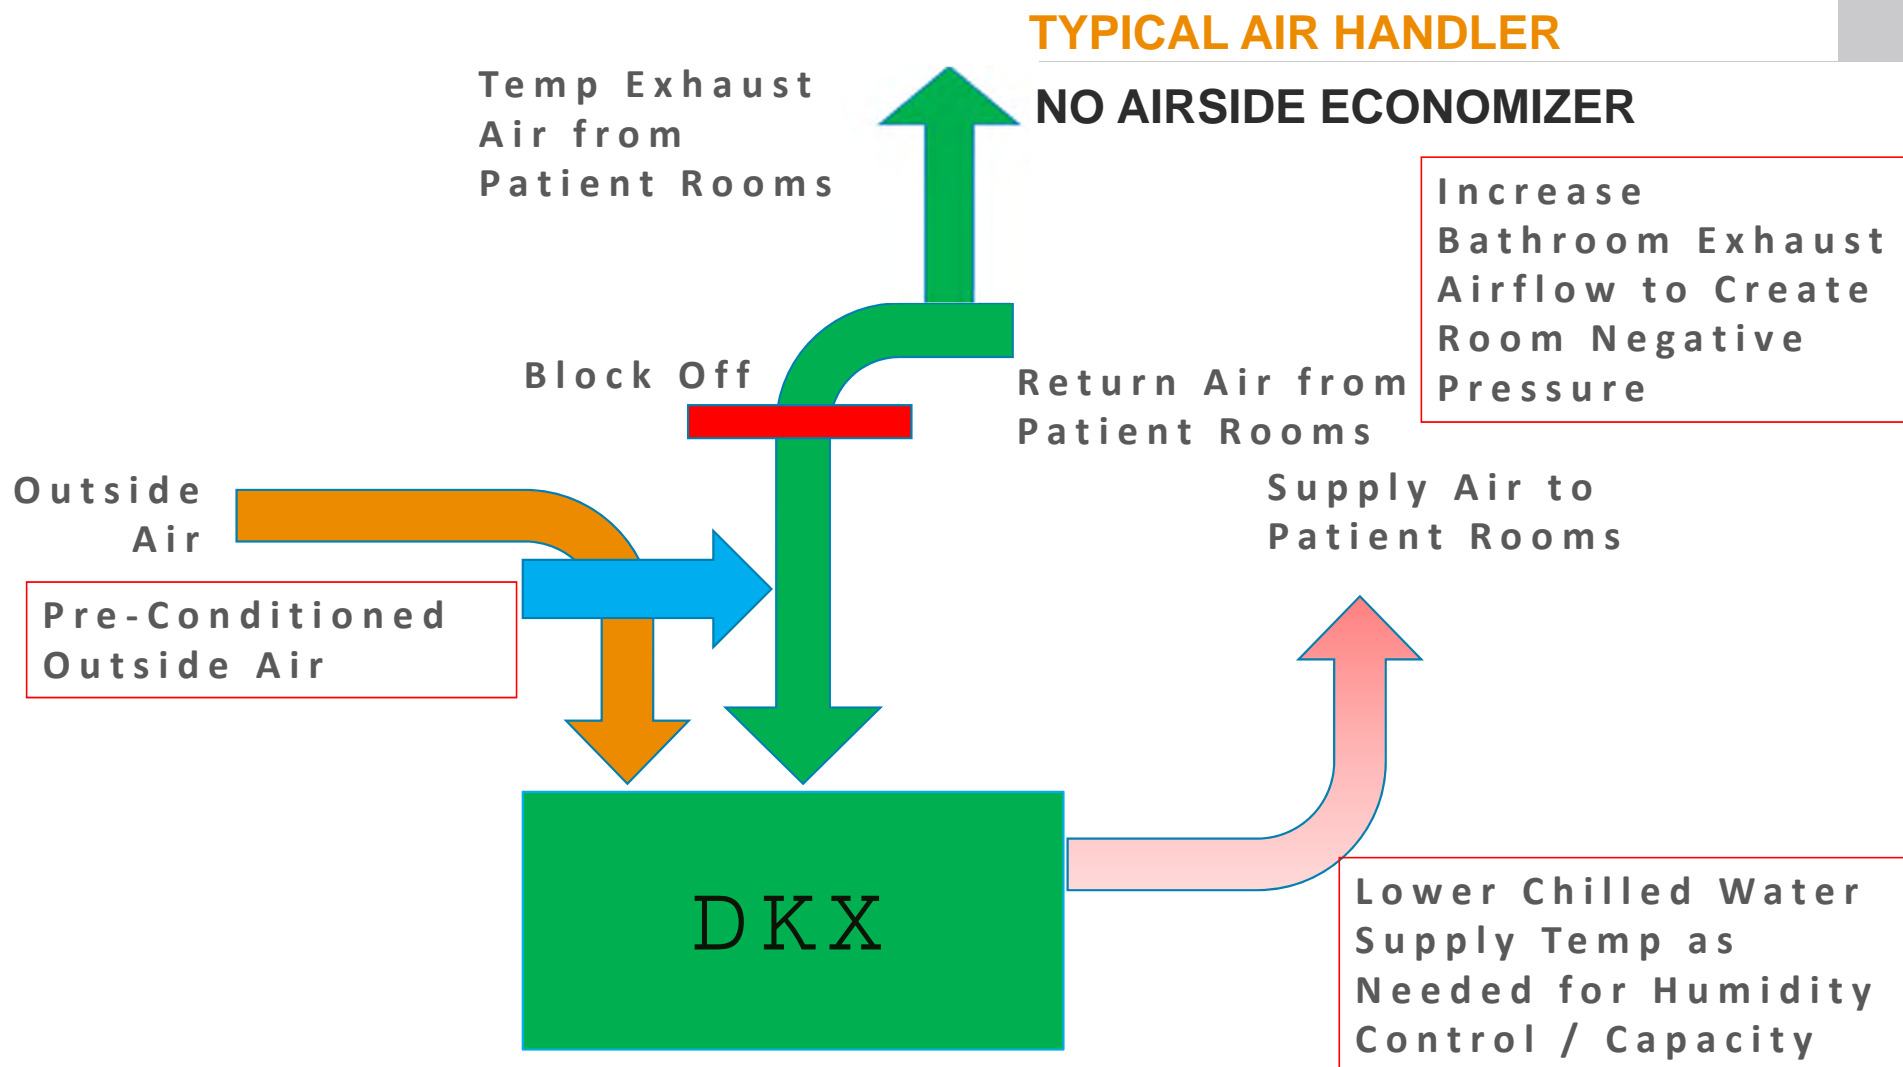 TYPICAL AIR HANDLER
NO AIRSIDE ECONOMIZER
Temp Exhaust
Air from
Patient Rooms
Increase
Bathroom Exhaust
Airflow to Create
Room Negative
Pressure
Block Off
Return Air from
Patient Rooms
Outside
Air
Supply Air to
Patient Rooms
Pre-Conditioned
Outside Air
DKX
Lower Chilled Water
Supply Temp as
Needed for Humidity
Control / Capacity